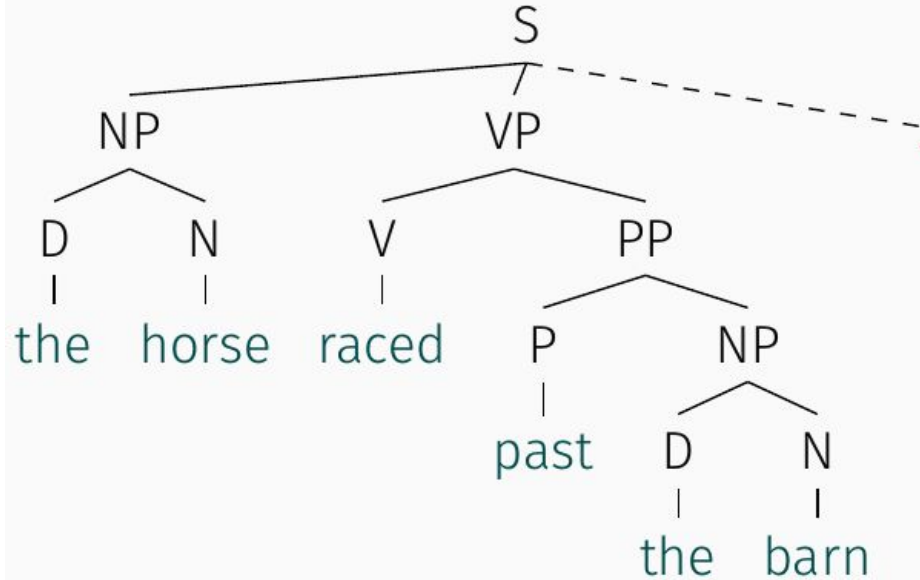 S
NP VP
D N V PP
the horse raced P NP
past D N
the barn